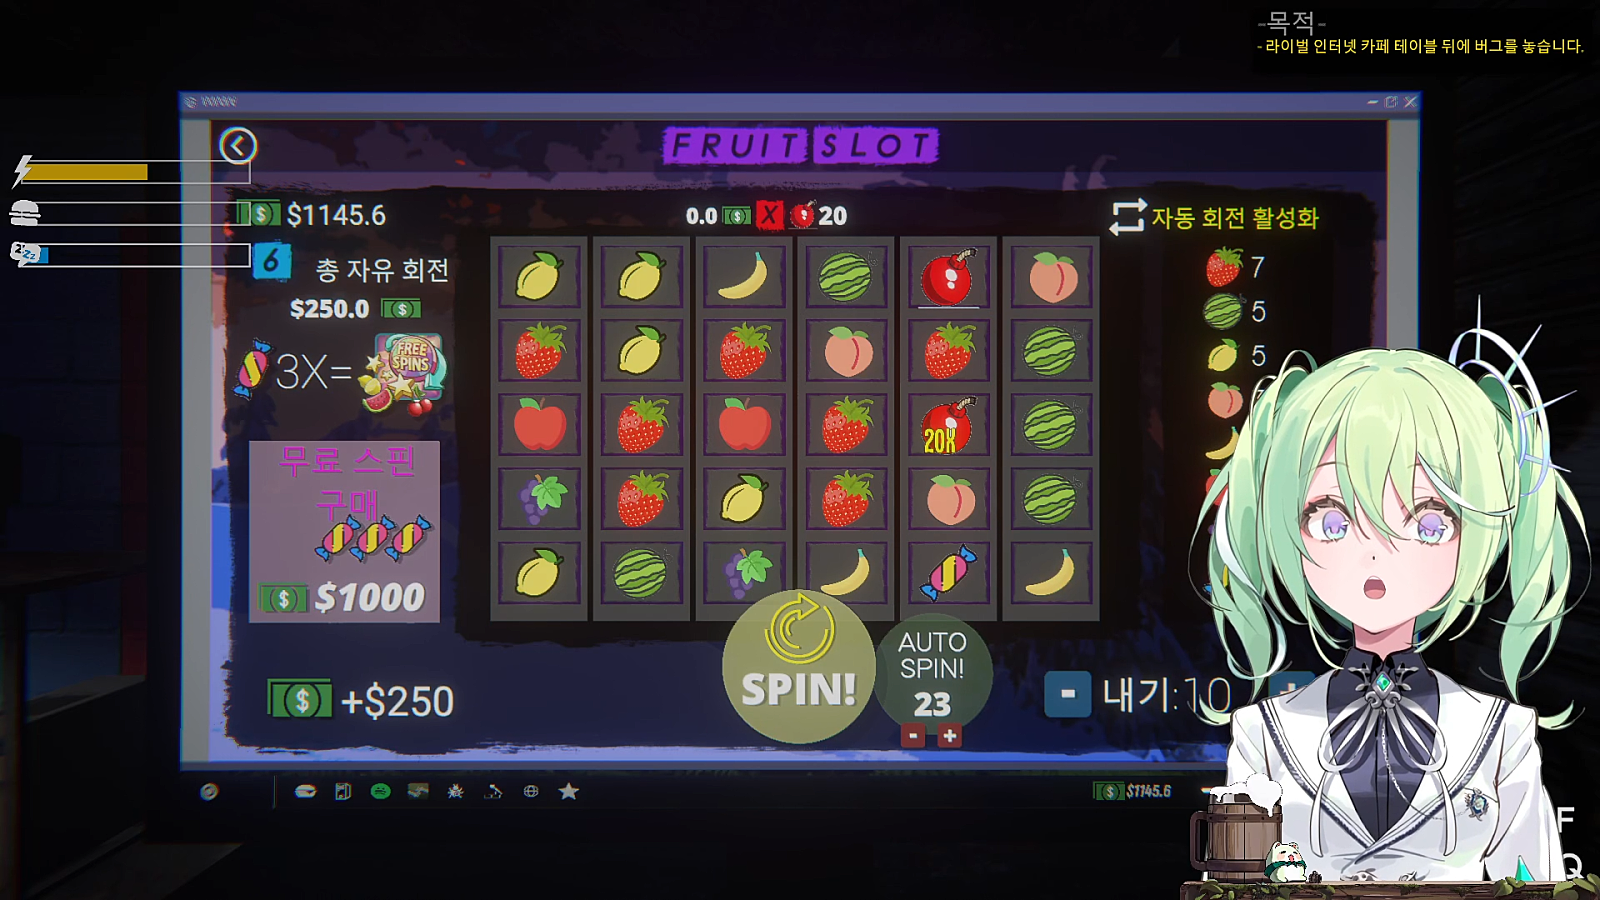 -목적-
- 라이벌 인터넷 카페 테이블 뒤에 버그를 놓습니다.
FRUIT SLOT
$1145.6
0.0 X 20
자동 회전 활성화
6 총 자유 회전
$250.0
3X=
FREE SPINS
7
5
5
20X
무료 스핀
구매
$1000
+$250
SPIN!
AUTO
SPIN!
23
- +
- 내기:10 +
$1145.6
F
Q